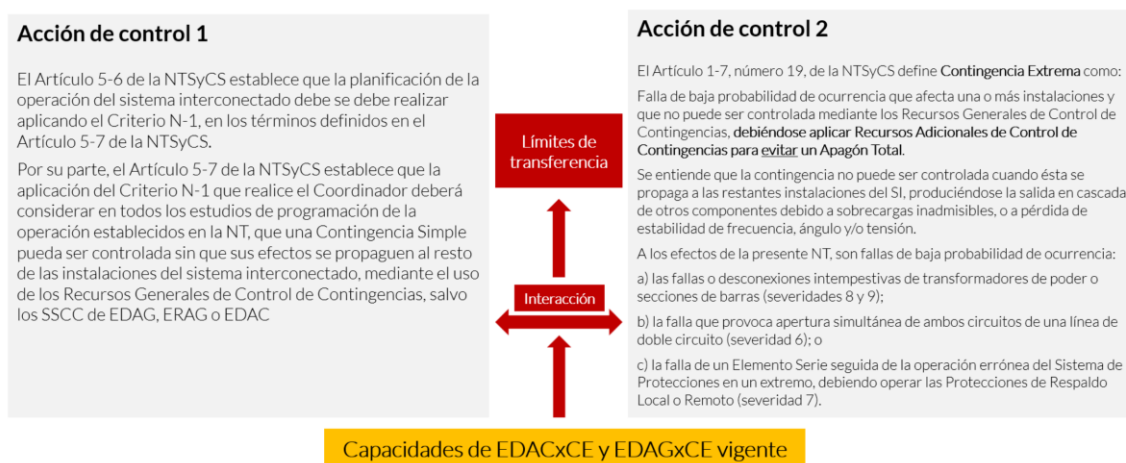 Acción de control 1
El Artículo 5-6 de la NTSyCS establece que la planificación de la
operación del sistema interconectado debe se debe realizar
aplicando el Criterio N-1, en los términos definidos en el
Artículo 5-7 de la NTSyCS.
Por su parte, el Artículo 5-7 de la NTSyCS establece que la
aplicación del Criterio N-1 que realice el Coordinador deberá
considerar en todos los estudios de programación de la
operación establecidos en la NT, que una Contingencia Simple
pueda ser controlada sin que sus efectos se propaguen al resto
de las instalaciones del sistema interconectado, mediante el uso
de los Recursos Generales de Control de Contingencias, salvo
los SSCC de EDAG, ERAG o EDAC
Límites de
transferencia
Interacción
Acción de control 2
El Artículo 1-7, número 19, de la NTSyCS define Contingencia Extrema como:
Falla de baja probabilidad de ocurrencia que afecta una o más instalaciones y
que no puede ser controlada mediante los Recursos Generales de Control de
Contingencias, debiéndose aplicar Recursos Adicionales de Control de
Contingencias para evitar un Apagón Total.
Se entiende que la contingencia no puede ser controlada cuando ésta se
propaga a las restantes instalaciones del SI, produciéndose la salida en cascada
de otros componentes debido a sobrecargas inadmisibles, o a pérdida de
estabilidad de frecuencia, ángulo y/o tensión.
A los efectos de la presente NT, son fallas de baja probabilidad de ocurrencia:
a) las fallas o desconexiones intempestivas de transformadores de poder o
secciones de barras (severidades 8 y 9);
b) la falla que provoca apertura simultánea de ambos circuitos de una línea de
doble circuito (severidad 6); o
c) la falla de un Elemento Serie seguida de la operación errónea del Sistema de
Protecciones en un extremo, debiendo operar las Protecciones de Respaldo
Local o Remoto (severidad 7).
Capacidades de EDACxCE y EDAGxCE vigente